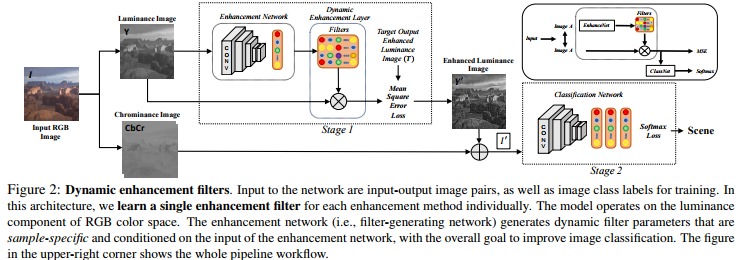 Luminance Image
Y
Enhancement Network
CONV
Dynamic
Enhancement Layer
Filters
Target Output
Enhanced
Luminance
Image (T)
Mean
Square
Error
Loss
Stage 1
I
Input RGB
Image
Chrominance Image
CbCr
Enhanced Luminance
Image
Y'
I'
Input
Image A
Image A
EnhanceNet
Filters
MSE
ClassNet
Softmax
Classification Network
CONV
Softmax
Loss
Scene
Stage 2
Figure 2: Dynamic enhancement filters. Input to the network are input-output image pairs, as well as image class labels for training. In
this architecture, we learn a single enhancement filter for each enhancement method individually. The model operates on the luminance
component of RGB color space. The enhancement network (i.e., filter-generating network) generates dynamic filter parameters that are
sample-specific and conditioned on the input of the enhancement network, with the overall goal to improve image classification. The figure
in the upper-right corner shows the whole pipeline workflow.